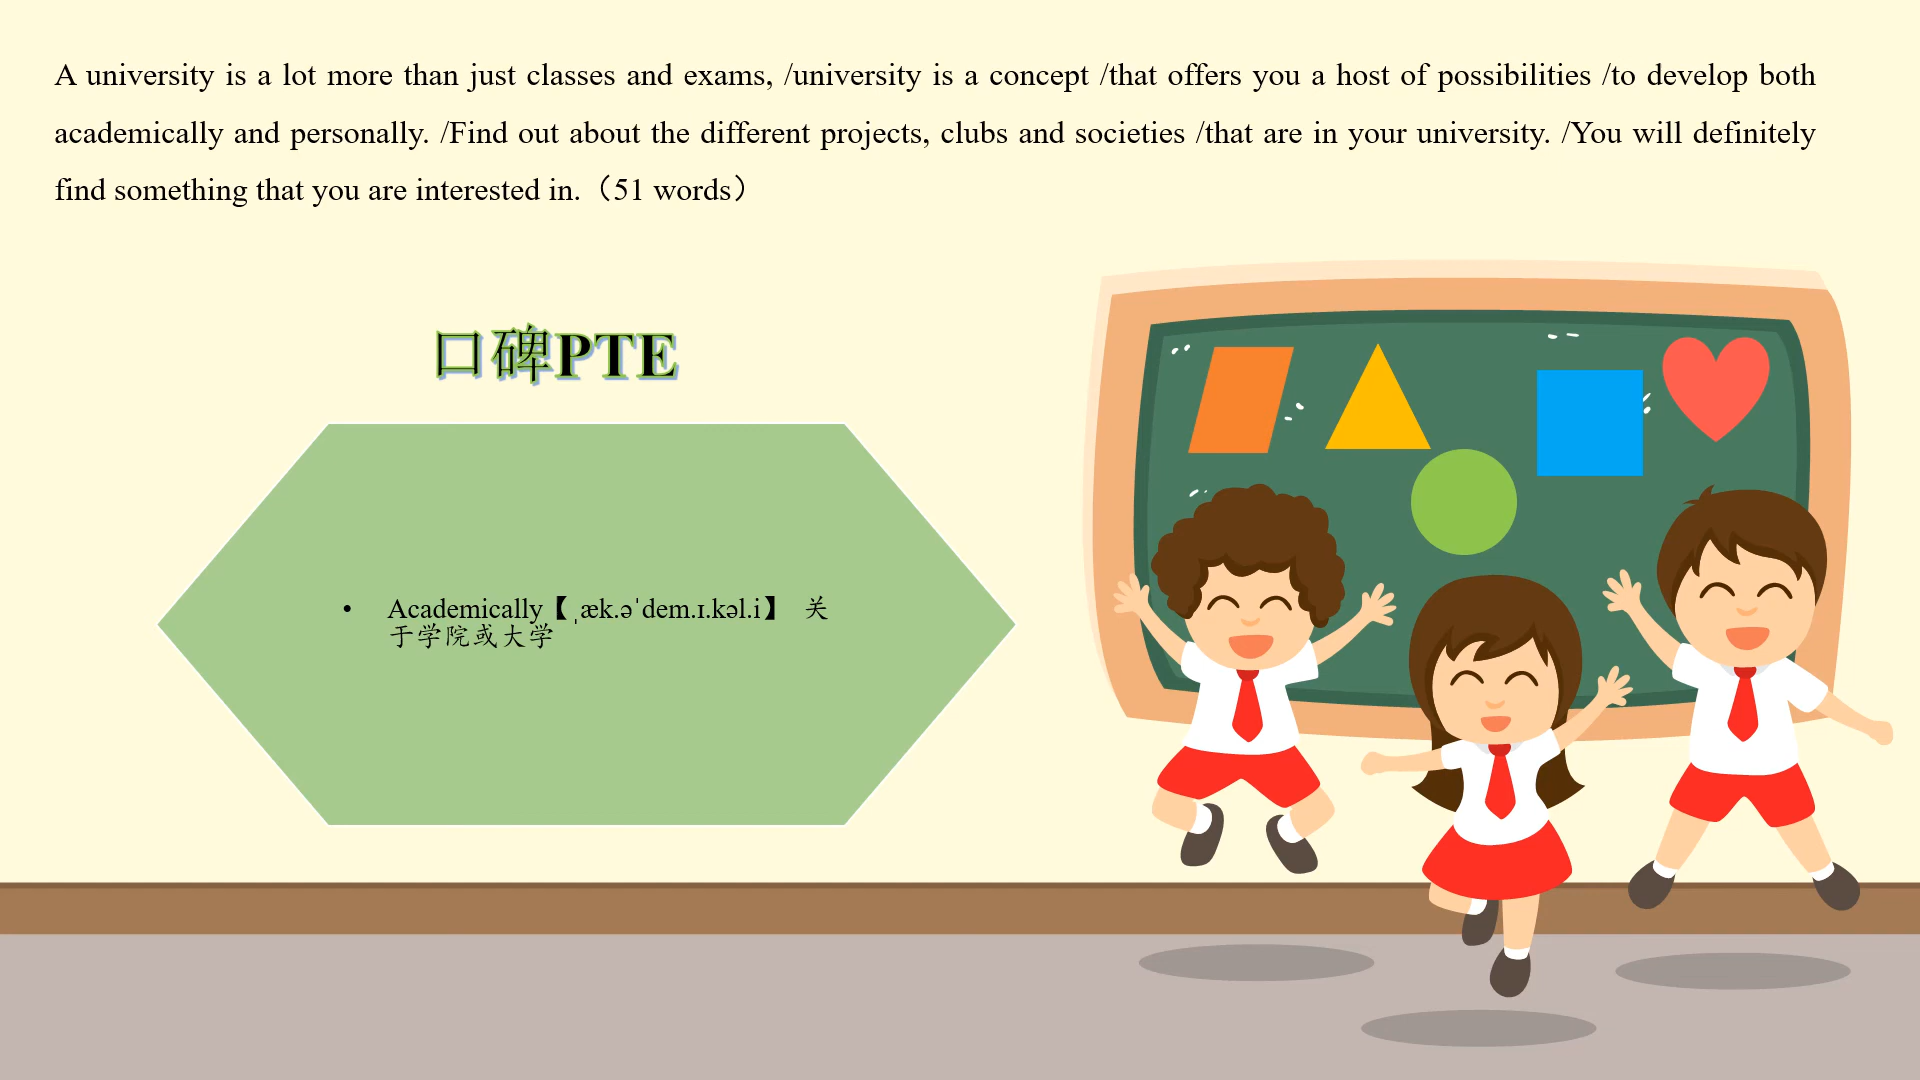 A university is a lot more than just classes and exams, /university is a concept /that offers you a host of possibilities /to develop both
academically and personally. /Find out about the different projects, clubs and societies /that are in your university. /You will definitely
find something that you are interested in.（51 words）
口碑PTE
• Academically【ˌæk.əˈdem.ɪ.kəl.i】 关
于学院或大学